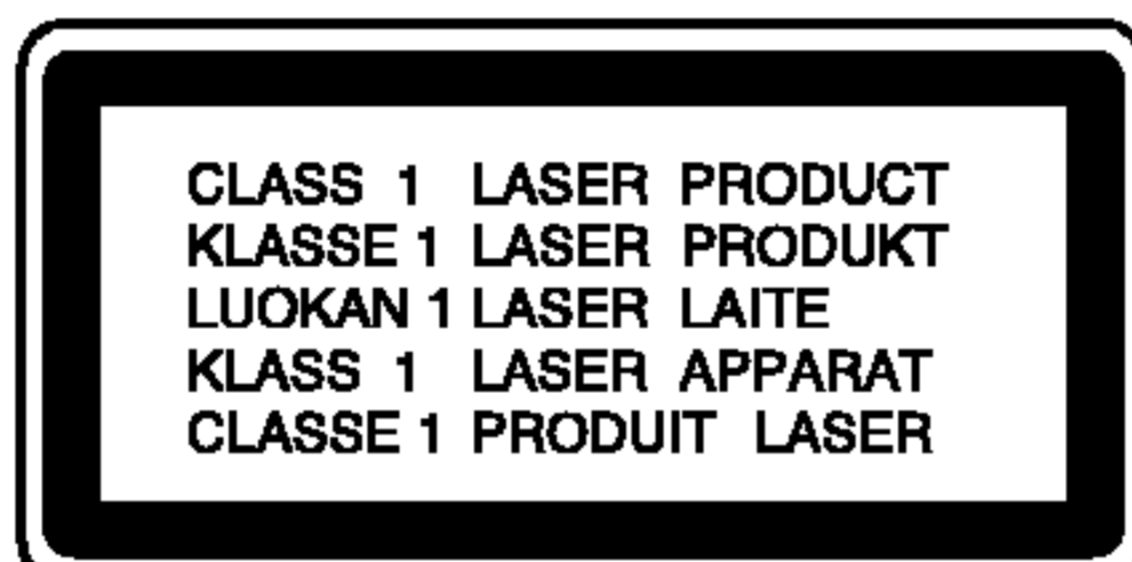 CLASS 1 LASER PRODUCT
KLASSE 1 LASER PRODUKT
LUOKAN 1 LASER LAITE
KLASS 1 LASER APPARAT
CLASSE 1 PRODUIT LASER